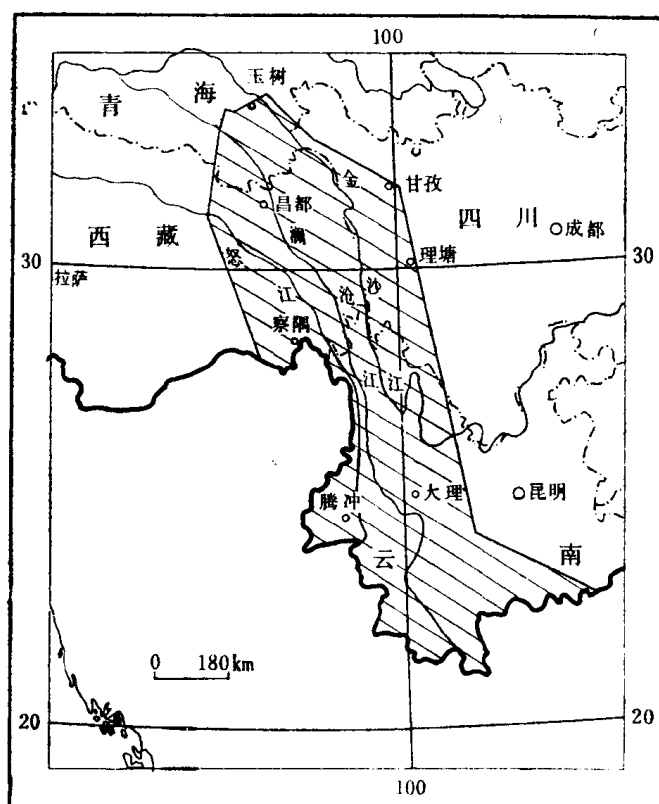 100
玉树
青 海
金
甘孜
昌都
四 川
成都
西 藏
澜
30
怒
理塘
30
拉萨
江
沧
沙
察隅
江
江
腾冲
大理
昆明
云
南
0 180km
20
20
100